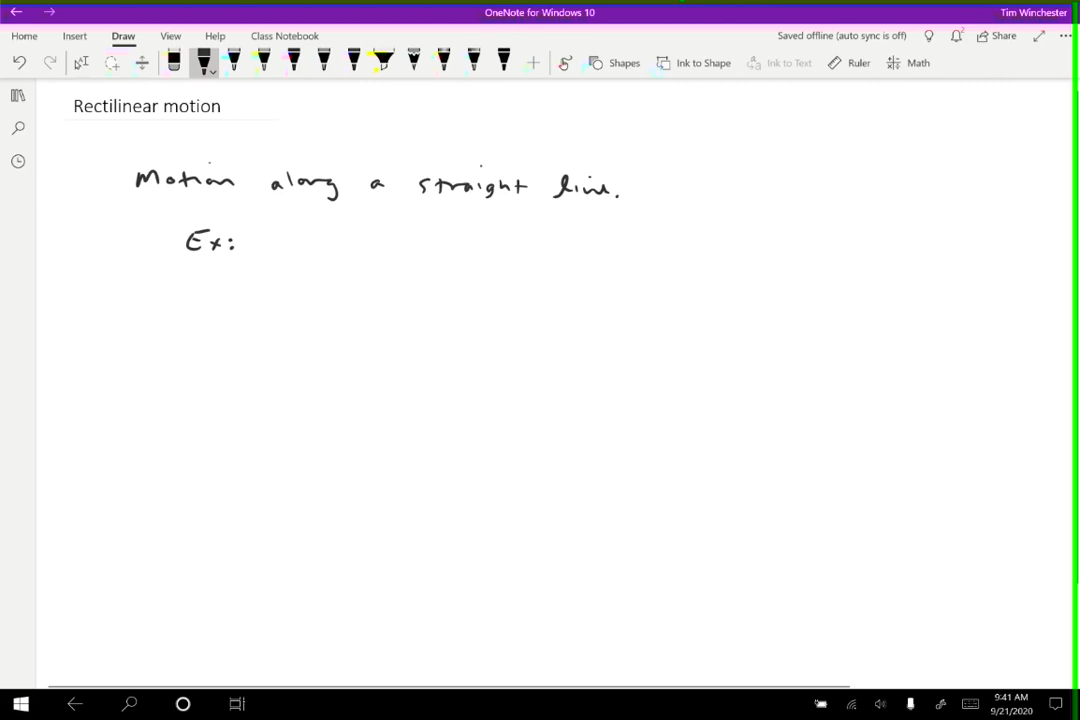 OneNote for Windows 10
Tim Winchester
Home Insert Draw View Help Class Notebook
Saved offline (auto sync is off)
Share
Shapes
Ink to Shape
Ink to Text
Ruler
Math
Rectilinear motion
Motion along a straight line.
Ex:
9:41 AM
9/21/2020